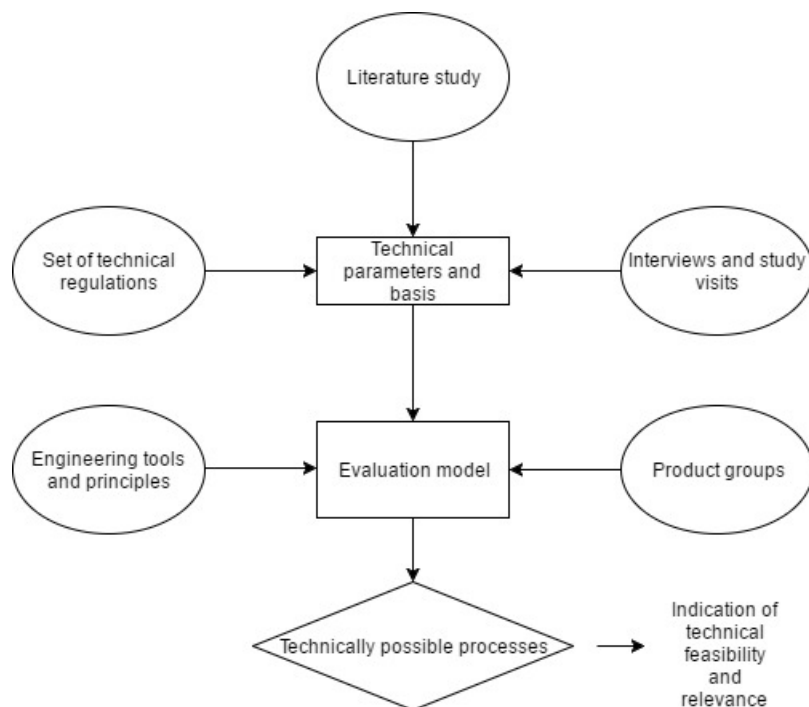 Literature study
Set of technical
regulations
Technical
parameters and
basis
Interviews and study
visits
Engineering tools
and principles
Evaluation model
Product groups
Technically possible processes
Indication of
technical
feasibility
and
relevance